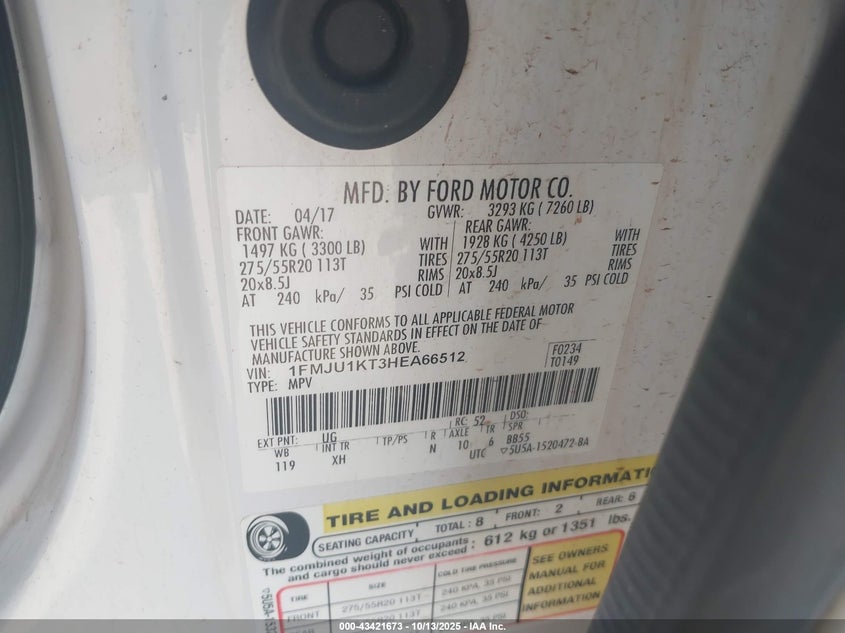 MFD. BY FORD MOTOR CO.
DATE: 04/17 GVWR: 3293 KG ( 7260 LB)
FRONT GAWR: REAR GAWR:
1497 KG ( 3300 LB) WITH 1928 KG ( 4250 LB) WITH
275/55R20 113T TIRES 275/55R20 113T TIRES
20x8.5J RIMS 20x8.5J RIMS
AT 240 kPa/ 35 PSI COLD AT 240 kPa/ 35 PSI COLD
THIS VEHICLE CONFORMS TO ALL APPLICABLE FEDERAL MOTOR
VEHICLE SAFETY STANDARDS IN EFFECT ON THE DATE OF
MANUFACTURE SHOWN ABOVE.
VIN: 1FMJU1KT3HEA66512 F0234
TYPE: MPV T0149
EXT PNT: UG RC: 52 DSO:
WB INT TR TP/PS R AXLE TR SPR
119 XH N 10 6 BB55
UTC ▽5U5A-1520472-BA
TIRE AND LOADING INFORMATIO
SEATING CAPACITY TOTAL: 8 FRONT: 2 REAR: 6
The combined weight of occupants and cargo should never exceed: 612 kg or 1351 lbs.
TIRE SIZE COLD TIRE PRESSURE
FRONT 275/55R20 113T 240 KPA, 35 PSI
113T 240 KPA, 35 PSI
SEE OWNERS
MANUAL FOR
ADDITIONAL
INFORMATION
-----000-43421673----- 10/13/2025 - IAA Inc.-----